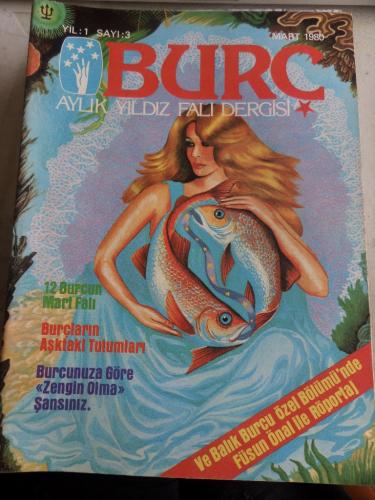 YIL: 1 SAYI: 3
MART 1980
BURÇ
AYLIK YILDIZ FALI DERGİSİ
12 Burcun
Mart Falı
Burçların
Aşktaki Tutumları
Burcunuza Göre
«Zengin Olma»
Şansınız.
Ve Balık Burcu özel Bölümü'nde
Füsun Önal ile Röportaj